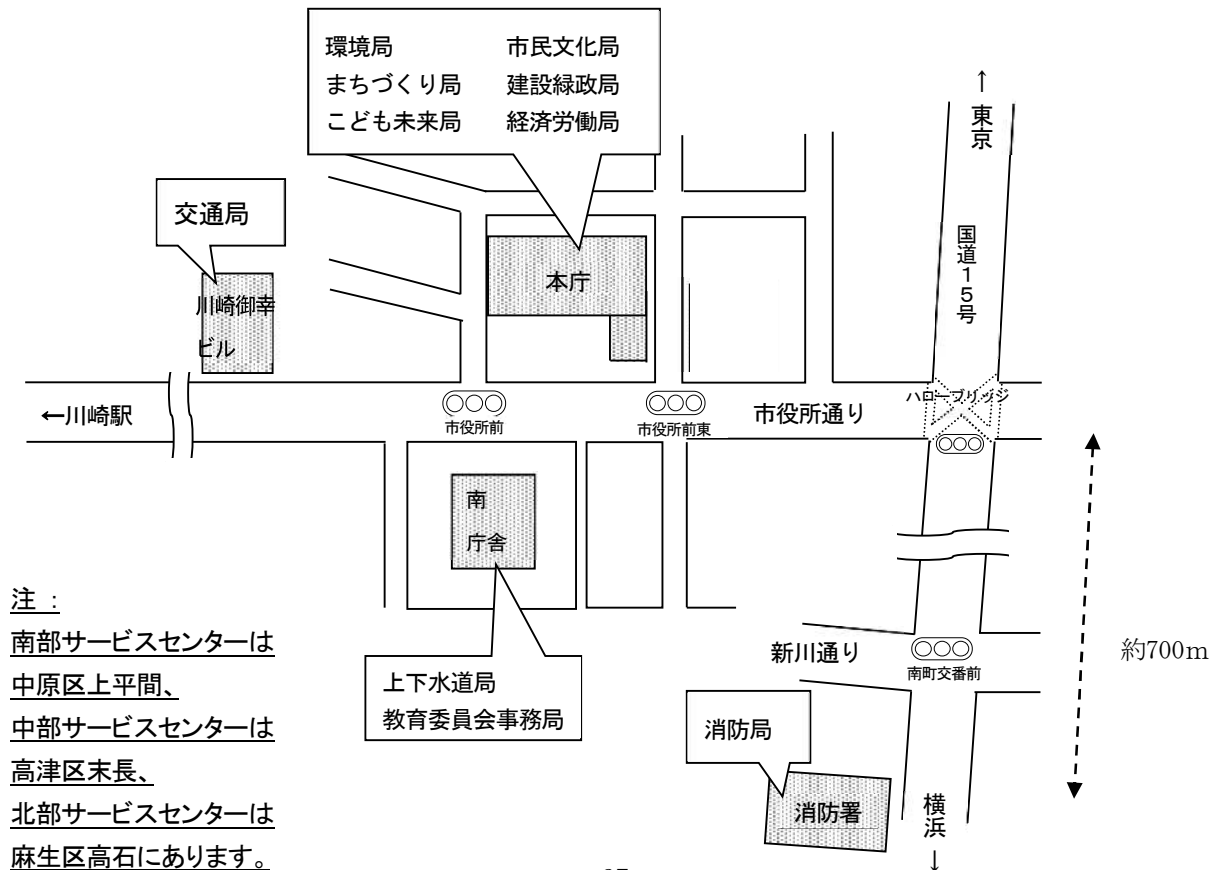 環境局 市民文化局
まちづくり局 建設緑政局
こども未来局 経済労働局
↑東京
交通局
国道15号
本庁
川崎御幸
ビル
ハローブリッジ
←川崎駅
市役所前
市役所前東
市役所通り
南
庁舎
注：
南部サービスセンターは
中原区上平間、
中部サービスセンターは
高津区末長、
北部サービスセンターは
麻生区高石にあります。
上下水道局
教育委員会事務局
新川通り
南町交番前
約700m
消防局
消防署
横浜↓